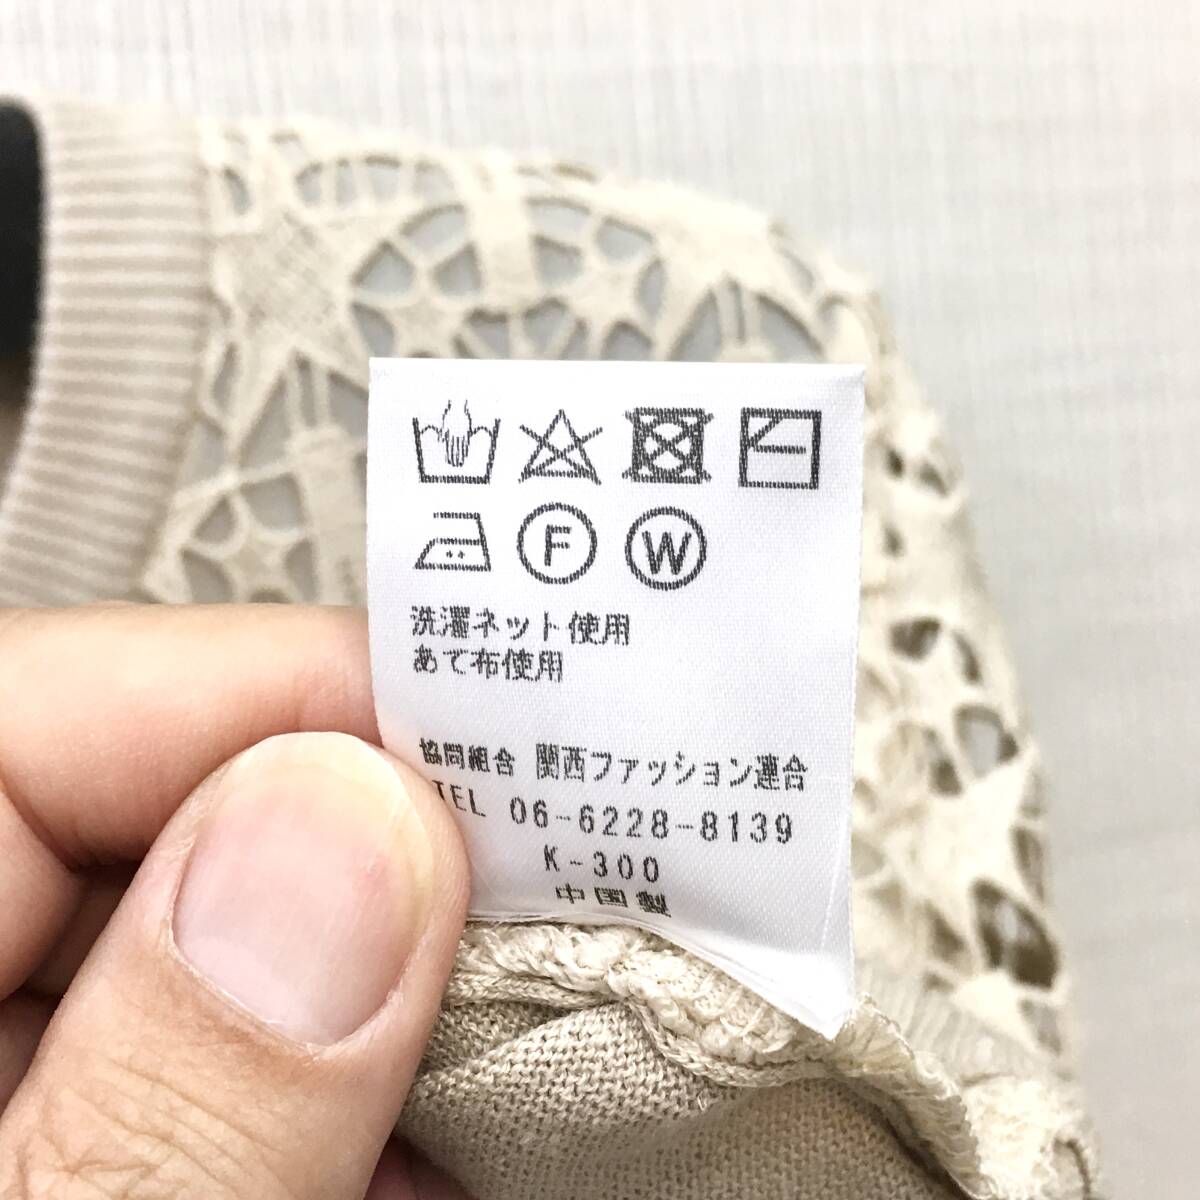 F W
洗濯ネット使用
あて布使用
協同組合 関西ファッション連合
TEL 06-6228-8139
K-300
中国製